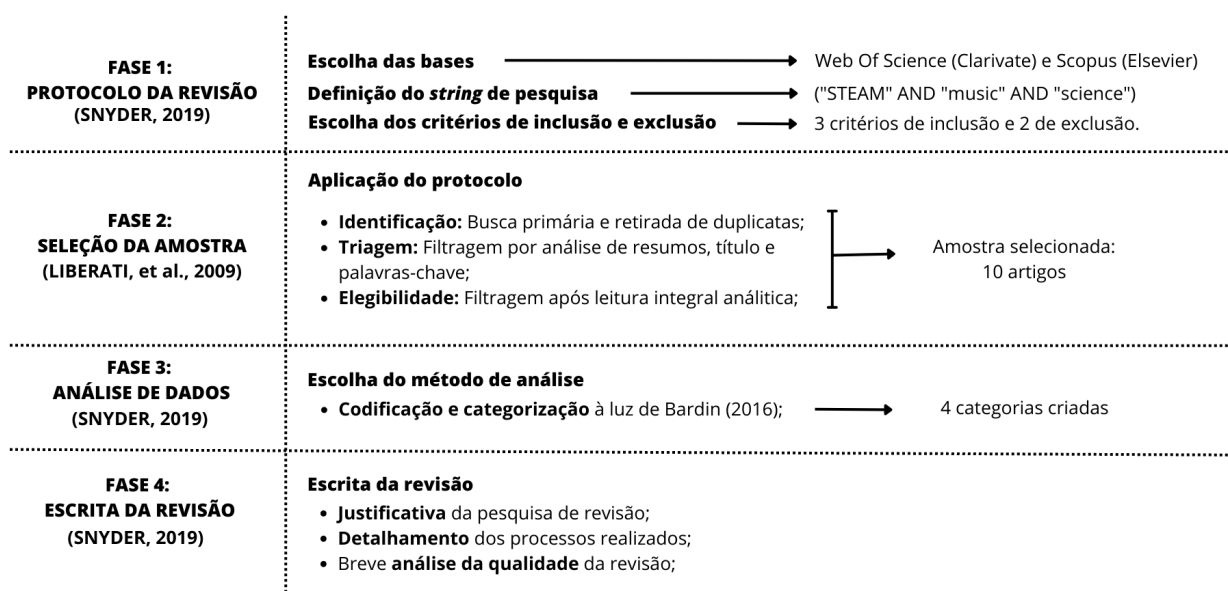 FASE 1:
PROTOCOLO DA REVISÃO
(SNYDER, 2019)
Escolha das bases
Web Of Science (Clarivate) e Scopus (Elsevier)
Definição do string de pesquisa
("STEAM" AND "music" AND "science")
Escolha dos critérios de inclusão e exclusão
3 critérios de inclusão e 2 de exclusão.
FASE 2:
SELEÇÃO DA AMOSTRA
(LIBERATI, et al., 2009)
Aplicação do protocolo
• Identificação: Busca primária e retirada de duplicatas;
• Triagem: Filtragem por análise de resumos, título e
palavras-chave;
• Elegibilidade: Filtragem após leitura integral análitica;
Amostra selecionada:
10 artigos
FASE 3:
ANÁLISE DE DADOS
(SNYDER, 2019)
Escolha do método de análise
• Codificação e categorização à luz de Bardin (2016);
4 categorias criadas
FASE 4:
ESCRITA DA REVISÃO
(SNYDER, 2019)
Escrita da revisão
• Justificativa da pesquisa de revisão;
• Detalhamento dos processos realizados;
• Breve análise da qualidade da revisão;